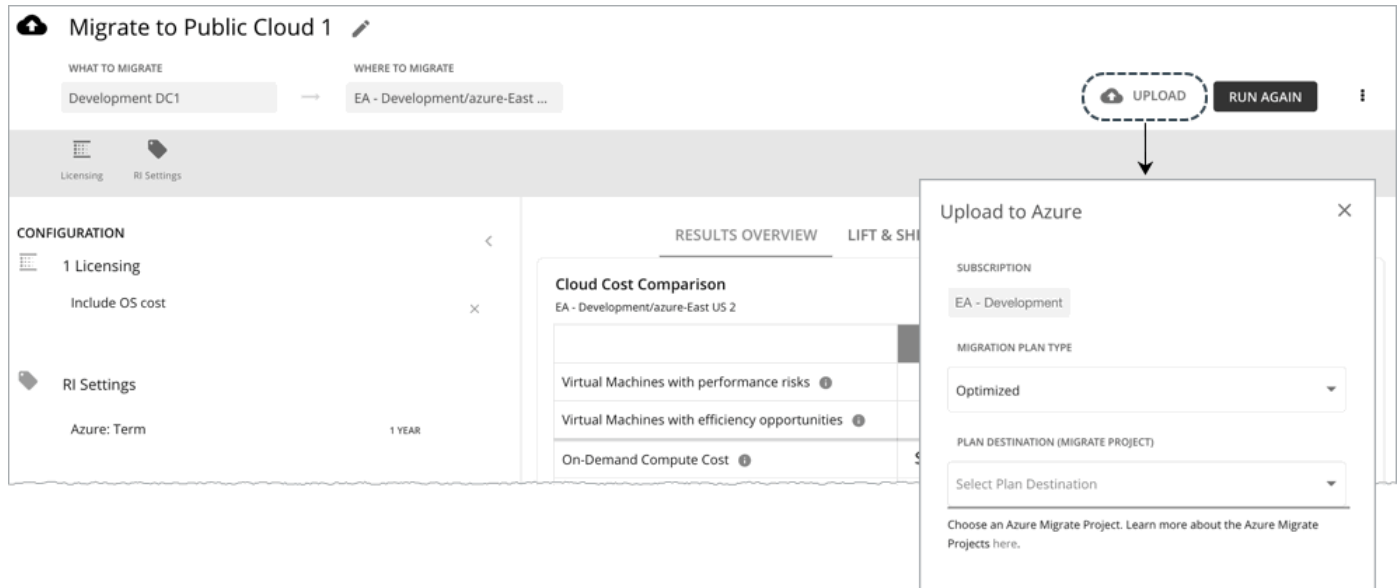 Migrate to Public Cloud 1
WHAT TO MIGRATE
WHERE TO MIGRATE
Development DC1
EA - Development/azure-East ...
UPLOAD
RUN AGAIN
Licensing
RI Settings
CONFIGURATION
1 Licensing
Include OS cost
RI Settings
Azure: Term
1 YEAR
RESULTS OVERVIEW
LIFT & SHI
Cloud Cost Comparison
EA - Development/azure-East US 2
Virtual Machines with performance risks
Virtual Machines with efficiency opportunities
On-Demand Compute Cost
Upload to Azure
SUBSCRIPTION
EA - Development
MIGRATION PLAN TYPE
Optimized
PLAN DESTINATION (MIGRATE PROJECT)
Select Plan Destination
Choose an Azure Migrate Project. Learn more about the Azure Migrate
Projects here.